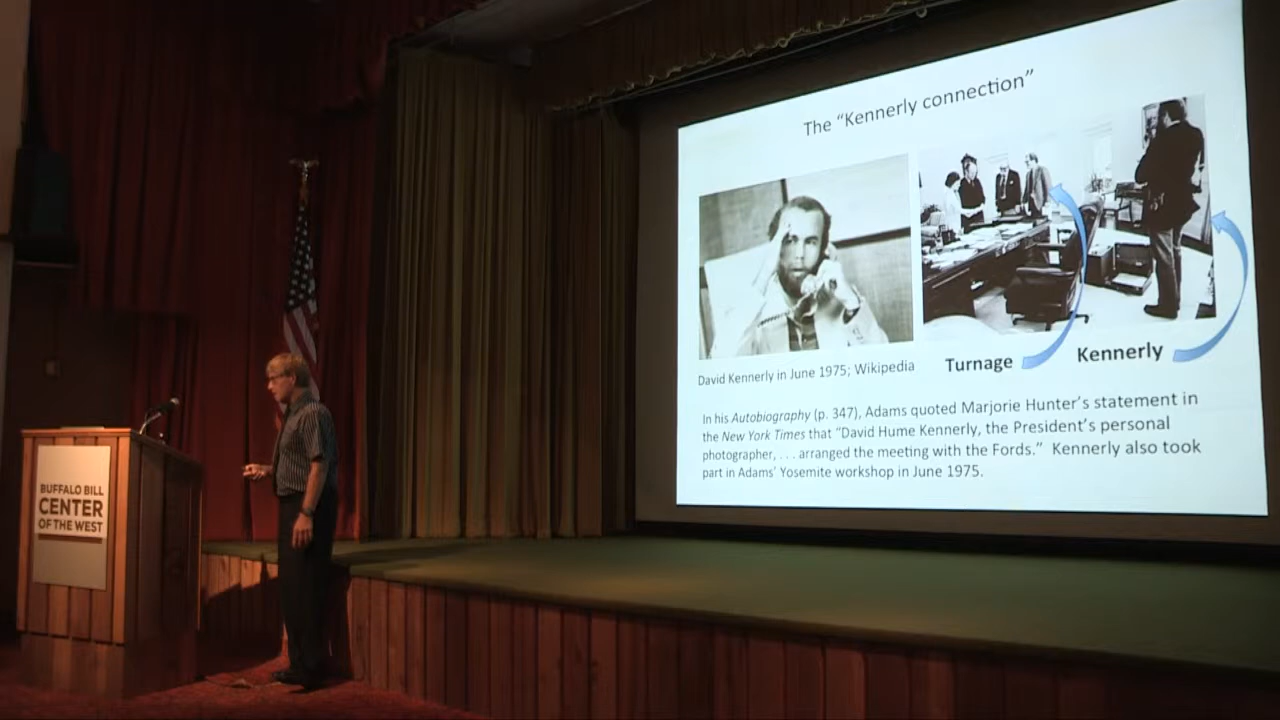 The “Kennerly connection”
David Kennerly in June 1975; Wikipedia
Turnage
Kennerly
In his Autobiography (p. 347), Adams quoted Marjorie Hunter’s statement in
the New York Times that “David Hume Kennerly, the President’s personal
photographer, . . . arranged the meeting with the Fords.” Kennerly also took
part in Adams’ Yosemite workshop in June 1975.
BUFFALO BILL
CENTER
OF THE WEST